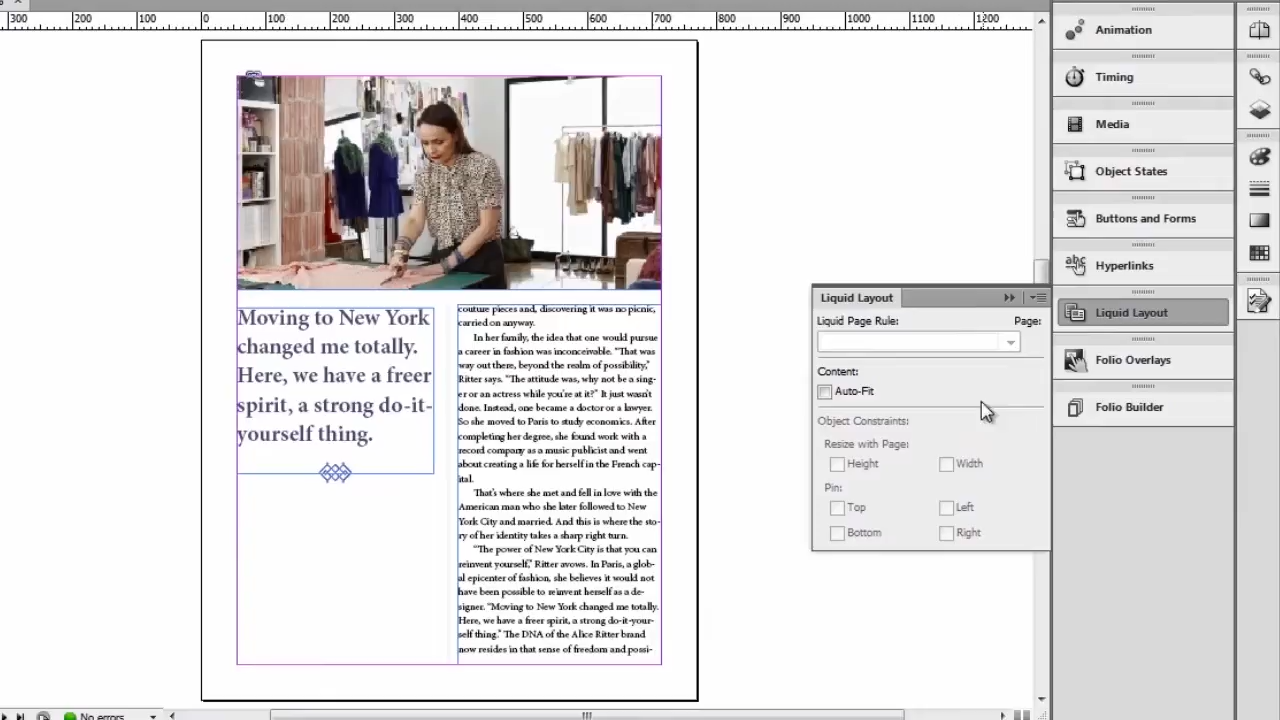 300
200
100
0
100
200
300
400
500
600
700
800
900
1000
1100
1200
Animation
Timing
Media
Object States
Buttons and Forms
Hyperlinks
Liquid Layout
Folio Overlays
Folio Builder
Liquid Layout
Liquid Page Rule: Page:
Content:
Auto-Fit
Object Constraints:
Resize with Page:
Height Width
Pin:
Top Left
Bottom Right
Moving to New York
changed me totally.
Here, we have a freer
spirit, a strong do-it-
yourself thing.
couture pieces and, discovering it was no picnic,
carried on anyway.
In her family, the idea that one would pursue
a career in fashion was inconceivable. “That was
way out there, beyond the realm of possibility,”
Ritter says. “The attitude was, why not be a sing-
er or an actress while you’re at it?” It just wasn’t
done. Instead, one became a doctor or a lawyer.
So she moved to Paris to study economics. After
completing her degree, she found work with a
record company as a music publicist and went
about creating a life for herself in the French cap-
ital.
That’s where she met and fell in love with the
American man who she later followed to New
York City and married. And this is where the sto-
ry of her identity takes a sharp right turn.
“The power of New York City is that you can
reinvent yourself,” Ritter avows. In Paris, a glob-
al epicenter of fashion, she believes it would not
have been possible to reinvent herself as a de-
signer. “Moving to New York changed me totally.
Here, we have a freer spirit, a strong do-it-your-
self thing.” The DNA of the Alice Ritter brand
now resides in that sense of freedom and possi-
No errors